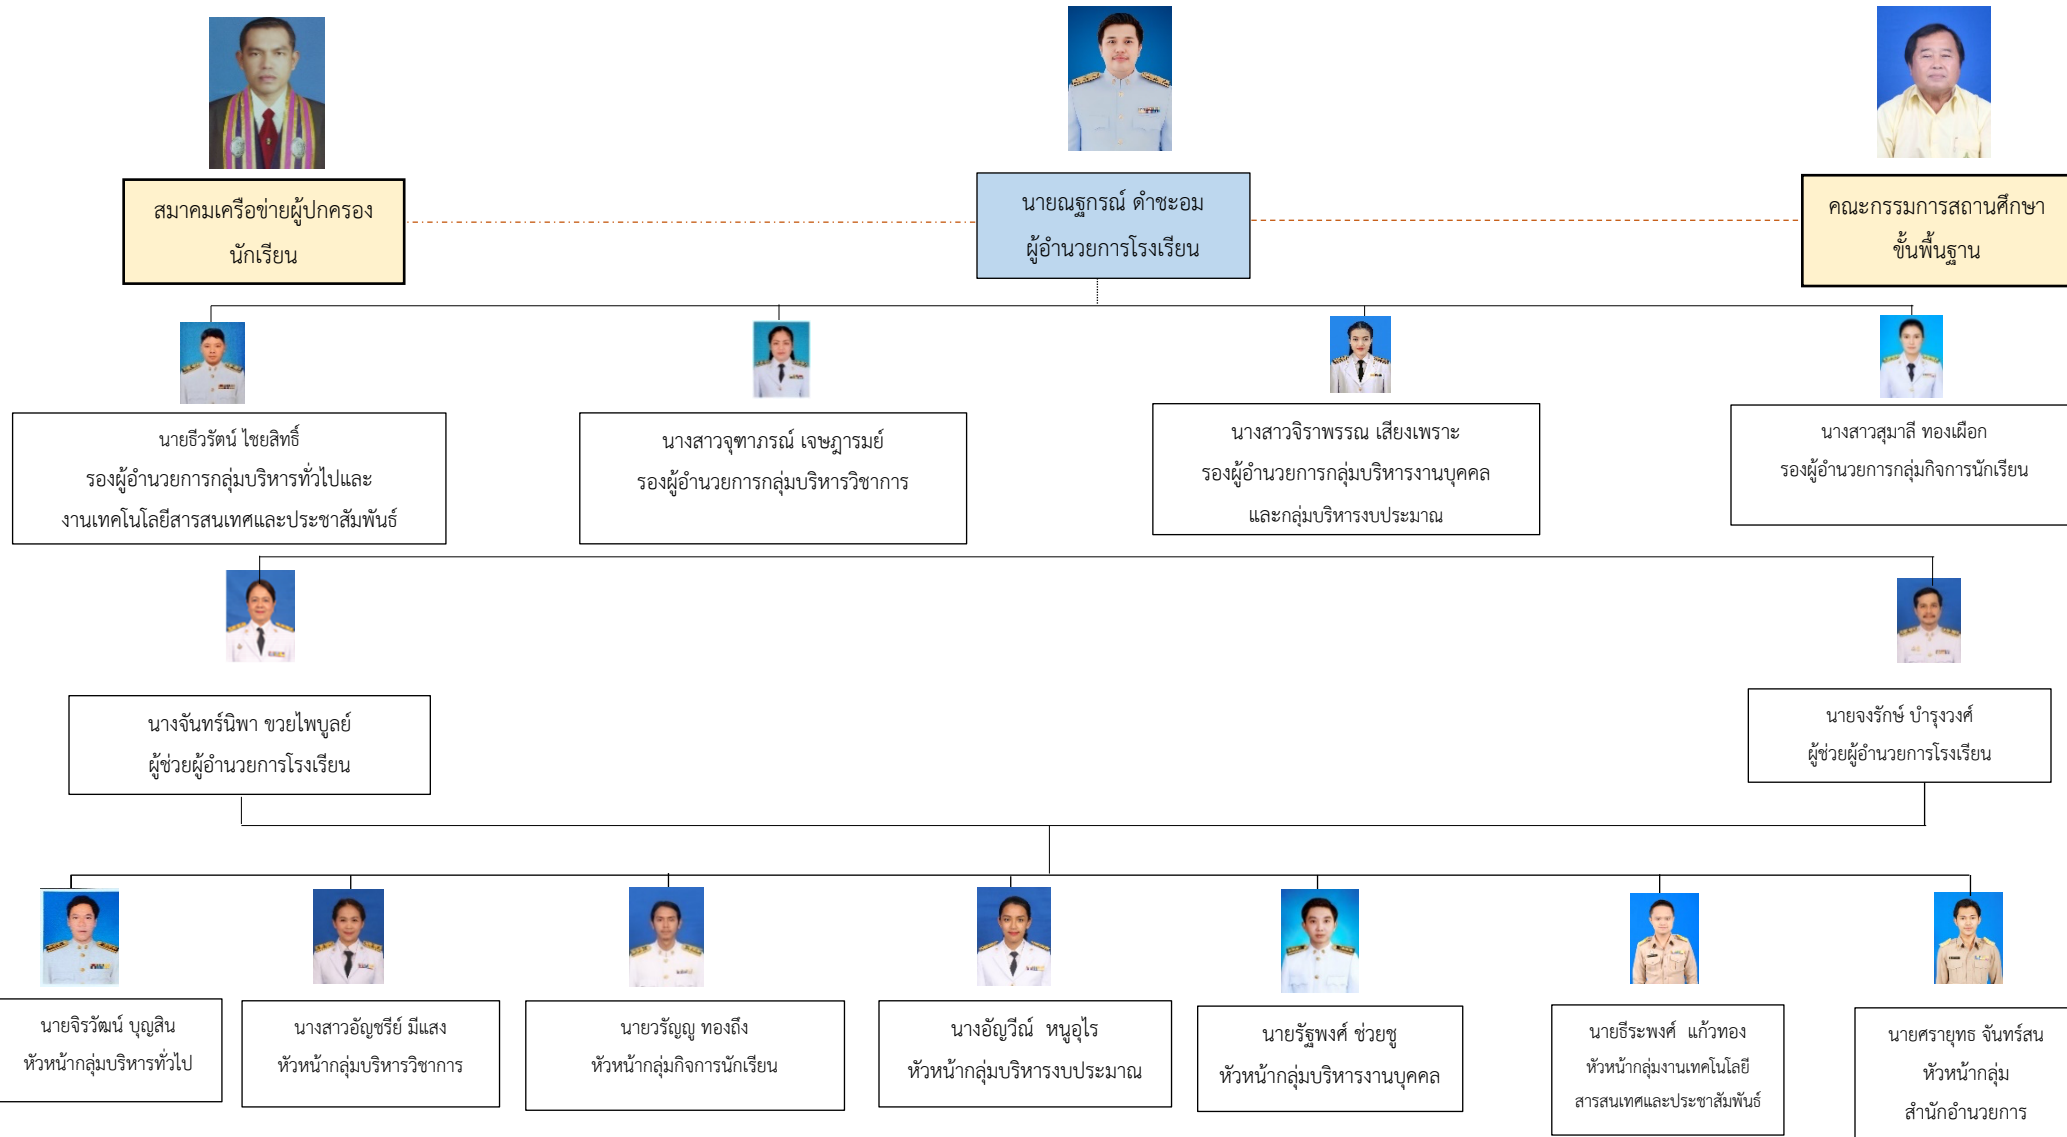 สมาคมเครือข่ายผู้ปกครอง
นักเรียน
นายณฐกรณ์ ดำชะอม
ผู้อำนวยการโรงเรียน
คณะกรรมการสถานศึกษา
ขั้นพื้นฐาน
นายธีวรัตน์ ไชยสิทธิ์
รองผู้อำนวยการกลุ่มบริหารทั่วไปและ
งานเทคโนโลยีสารสนเทศและประชาสัมพันธ์
นางสาวจุฑาภรณ์ เจษฎารมย์
รองผู้อำนวยการกลุ่มบริหารวิชาการ
นางสาวจิราพรรณ เสียงเพราะ
รองผู้อำนวยการกลุ่มบริหารงานบุคคล
และกลุ่มบริหารงบประมาณ
นางสาวสุมาลี ทองเผือก
รองผู้อำนวยการกลุ่มกิจการนักเรียน
นางจันทร์นิพา ขวยไพบูลย์
ผู้ช่วยผู้อำนวยการโรงเรียน
นายจงรักษ์ บำรุงวงศ์
ผู้ช่วยผู้อำนวยการโรงเรียน
นายจิรวัฒน์ บุญสิน
หัวหน้ากลุ่มบริหารทั่วไป
นางสาวอัญชรีย์ มีแสง
หัวหน้ากลุ่มบริหารวิชาการ
นายวรัญญู ทองถึง
หัวหน้ากลุ่มกิจการนักเรียน
นางอัญวีณ์ หนูอุไร
หัวหน้ากลุ่มบริหารงบประมาณ
นายรัฐพงศ์ ช่วยชู
หัวหน้ากลุ่มบริหารงานบุคคล
นายธีระพงศ์ แก้วทอง
หัวหน้ากลุ่มงานเทคโนโลยี
สารสนเทศและประชาสัมพันธ์
นายศรายุทธ จันทร์สน
หัวหน้ากลุ่ม
สำนักอำนวยการ